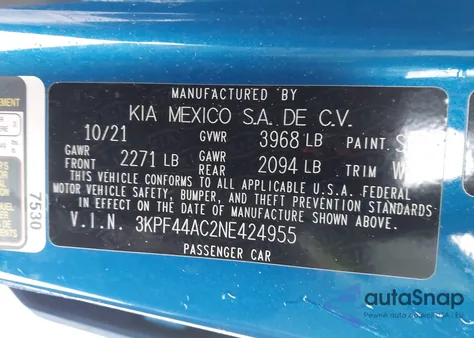 MANUFACTURED BY
KIA MEXICO S.A. DE C.V.
10/21 GVWR 3968 LB PAINT. S
GAWR FRONT 2271 LB GAWR REAR 2094 LB TRIM W
THIS VEHICLE CONFORMS TO ALL APPLICABLE U.S.A. FEDERAL
MOTOR VEHICLE SAFETY, BUMPER, AND THEFT PREVENTION STANDARDS
IN EFFECT ON THE DATE OF MANUFACTURE SHOWN ABOVE.
V.I.N. 3KPF44AC2NE424955
PASSENGER CAR
7530
autoSnap